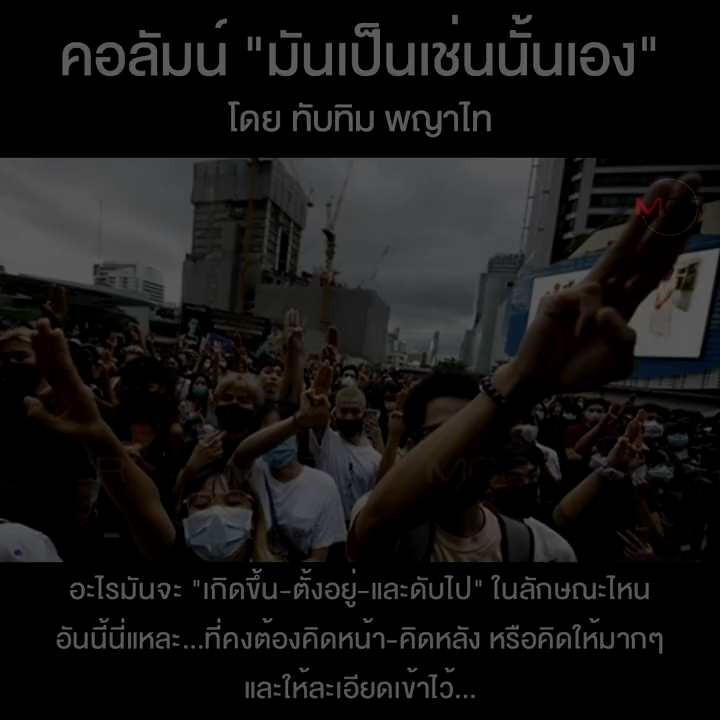 คอลัมน์ "มันเป็นเช่นนั้นเอง"
โดย ทับทิม พญาไท
อะไรมันจะ "เกิดขึ้น-ตั้งอยู่-และดับไป" ในลักษณะไหน
อันนี้นี่แหละ...ที่คงต้องคิดหน้า-คิดหลัง หรือคิดให้มากๆ
และให้ละเอียดเข้าไว้...